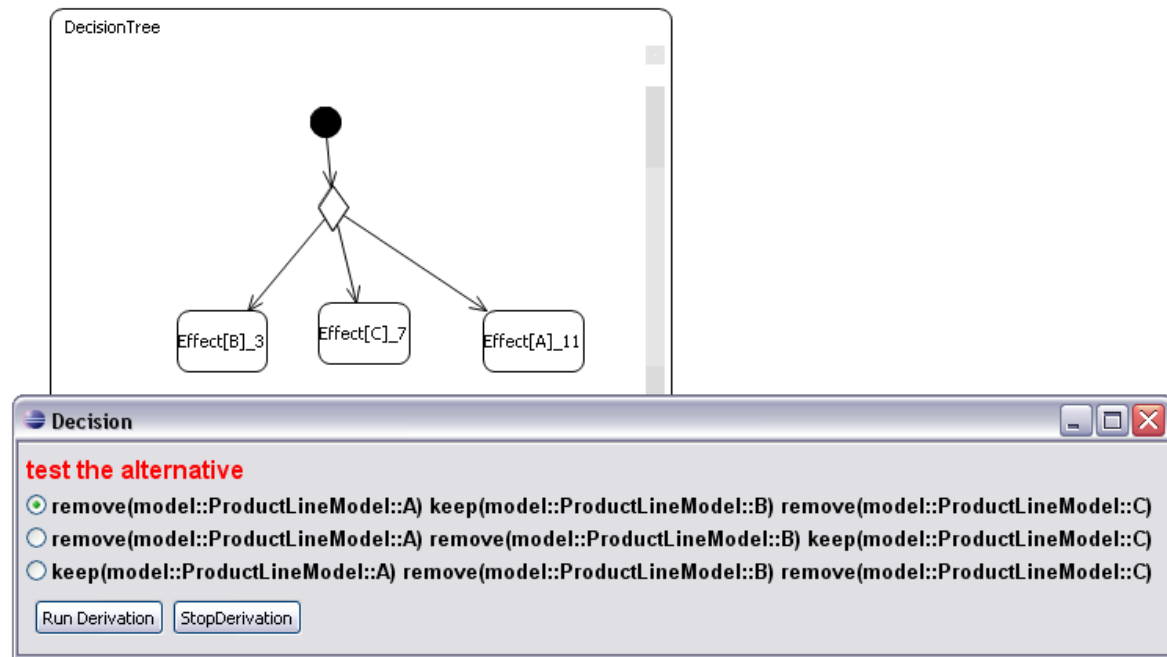 DecisionTree
Effect[B]_3
Effect[C]_7
Effect[A]_11
Decision
test the alternative
remove(model::ProductLineModel::A) keep(model::ProductLineModel::B) remove(model::ProductLineModel::C)
remove(model::ProductLineModel::A) remove(model::ProductLineModel::B) keep(model::ProductLineModel::C)
keep(model::ProductLineModel::A) remove(model::ProductLineModel::B) remove(model::ProductLineModel::C)
Run Derivation StopDerivation